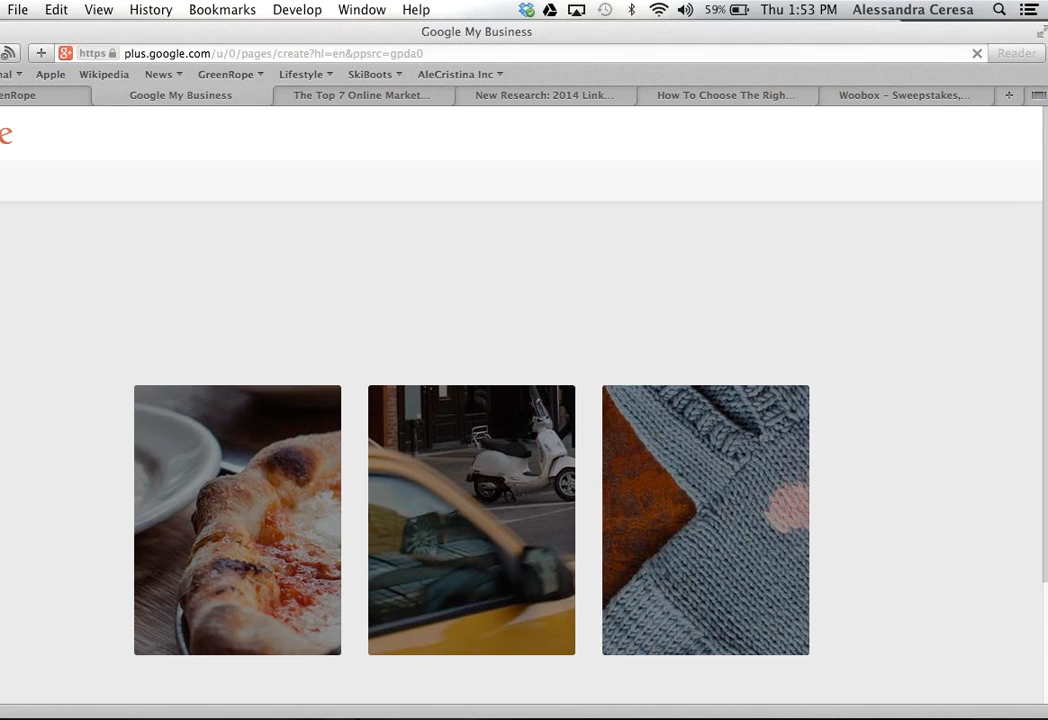 File Edit View History Bookmarks Develop Window Help 59% Thu 1:53 PM Alessandra Ceresa
Google My Business
+ g+ https plus.google.com/u/0/pages/create?hl=en&ppsrc=gpda0 Reader
nal Apple Wikipedia News GreenRope Lifestyle SkiBoots AleCristina Inc
enRope Google My Business The Top 7 Online Market... New Research: 2014 Link... How To Choose The Righ... Woobox – Sweepstakes,... +
e